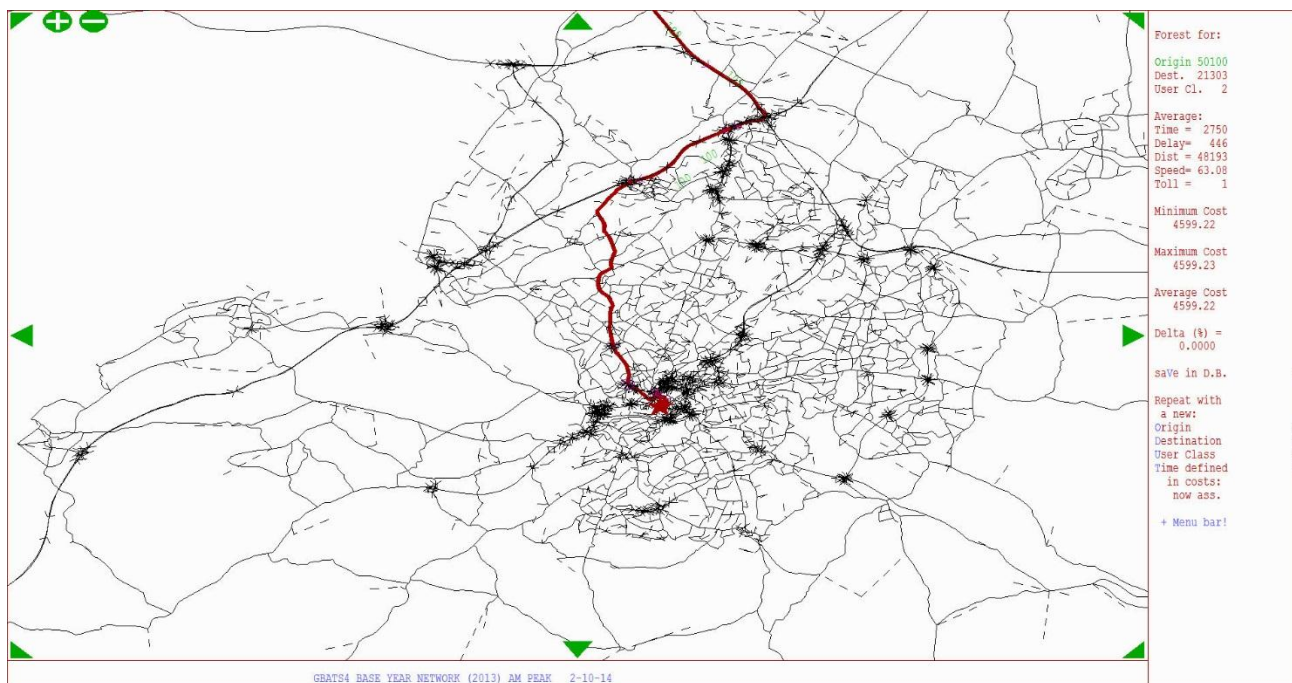 Forest for:
Origin 50100
Dest. 21303
User Cl. 2
Average:
Time = 2750
Delay= 446
Dist = 48193
Speed= 63.08
Toll = 1
Minimum Cost
4599.22
Maximum Cost
4599.23
Average Cost
4599.22
Delta (%) =
0.0000
saVe in D.B.
Repeat with
a new:
Origin
Destination
User Class
Time defined
in costs:
now ass.
+ Menu bar!
100
100
GBATS4 BASE YEAR NETWORK (2013) AM PEAK 2-10-14